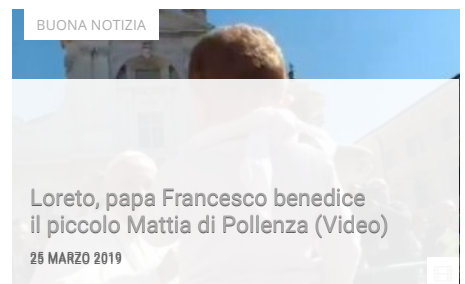 BUONA NOTIZIA
Loreto, papa Francesco benedice
il piccolo Mattia di Pollenza (Video)
25 MARZO 2019